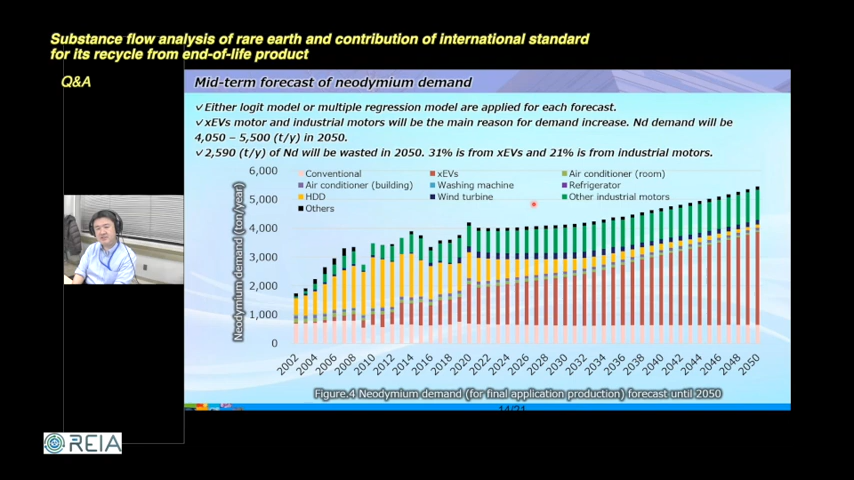 Substance flow analysis of rare earth and contribution of international standard
for its recycle from end-of-life product
Q&A
Mid-term forecast of neodymium demand
✓Either logit model or multiple regression model are applied for each forecast.
✓xEVs motor and industrial motors will be the main reason for demand increase. Nd demand will be
4,050 – 5,500 (t/y) in 2050.
✓2,590 (t/y) of Nd will be wasted in 2050. 31% is from xEVs and 21% is from industrial motors.
Neodymium demand (ton/year)
6,000
5,000
4,000
3,000
2,000
1,000
0
Conventional
xEVs
Air conditioner (room)
Air conditioner (building)
Washing machine
Refrigerator
HDD
Wind turbine
Other industrial motors
Others
2002
2004
2006
2008
2010
2012
2014
2016
2018
2020
2022
2024
2026
2028
2030
2032
2034
2036
2038
2040
2042
2044
2046
2048
2050
Figure.4 Neodymium demand (for final application production) forecast until 2050
14/21
REIA